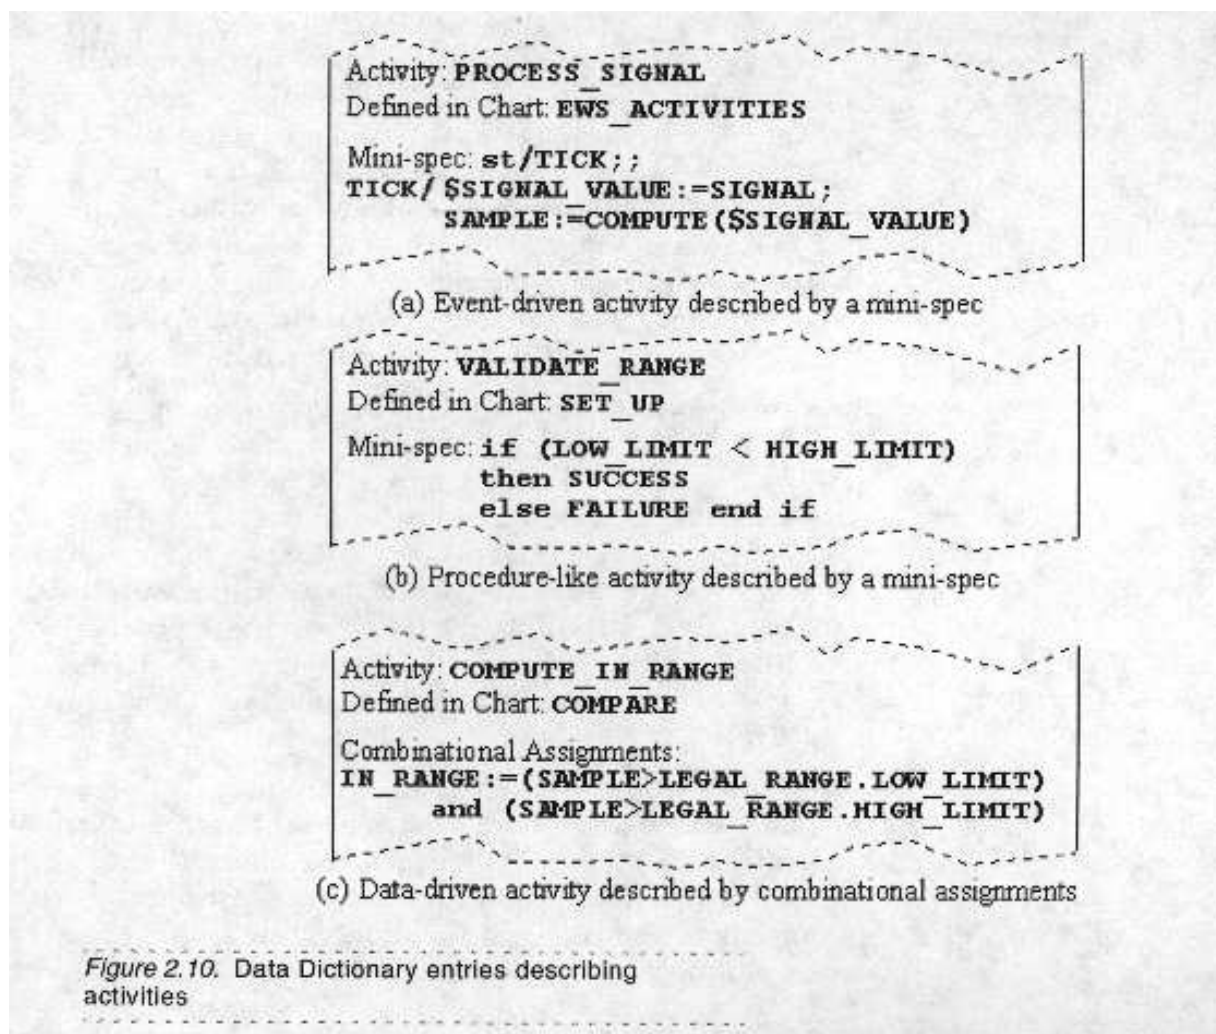 Activity: PROCESS_SIGNAL
Defined in Chart: EWS_ACTIVITIES
Mini-spec: st/TICK;;
TICK/ $SIGNAL_VALUE:=SIGNAL;
SAMPLE:=COMPUTE($SIGNAL_VALUE)
(a) Event-driven activity described by a mini-spec
Activity: VALIDATE_RANGE
Defined in Chart: SET_UP
Mini-spec: if (LOW_LIMIT < HIGH_LIMIT)
then SUCCESS
else FAILURE end if
(b) Procedure-like activity described by a mini-spec
Activity: COMPUTE_IN_RANGE
Defined in Chart: COMPARE
Combinational Assignments:
IN_RANGE:=(SAMPLE>LEGAL_RANGE.LOW_LIMIT)
and (SAMPLE>LEGAL_RANGE.HIGH_LIMIT)
(c) Data-driven activity described by combinational assignments
Figure 2.10. Data Dictionary entries describing
activities